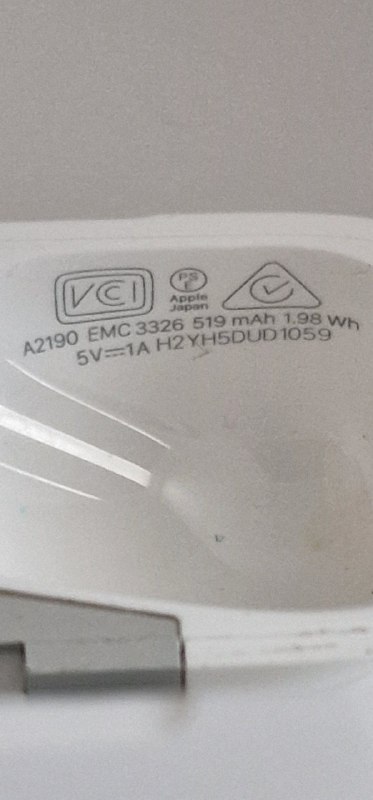 VCI
PS
E
Apple
Japan
A2190 EMC 3326 519 mAh 1.98 Wh
5V⎓1A H2YH5DUD1059